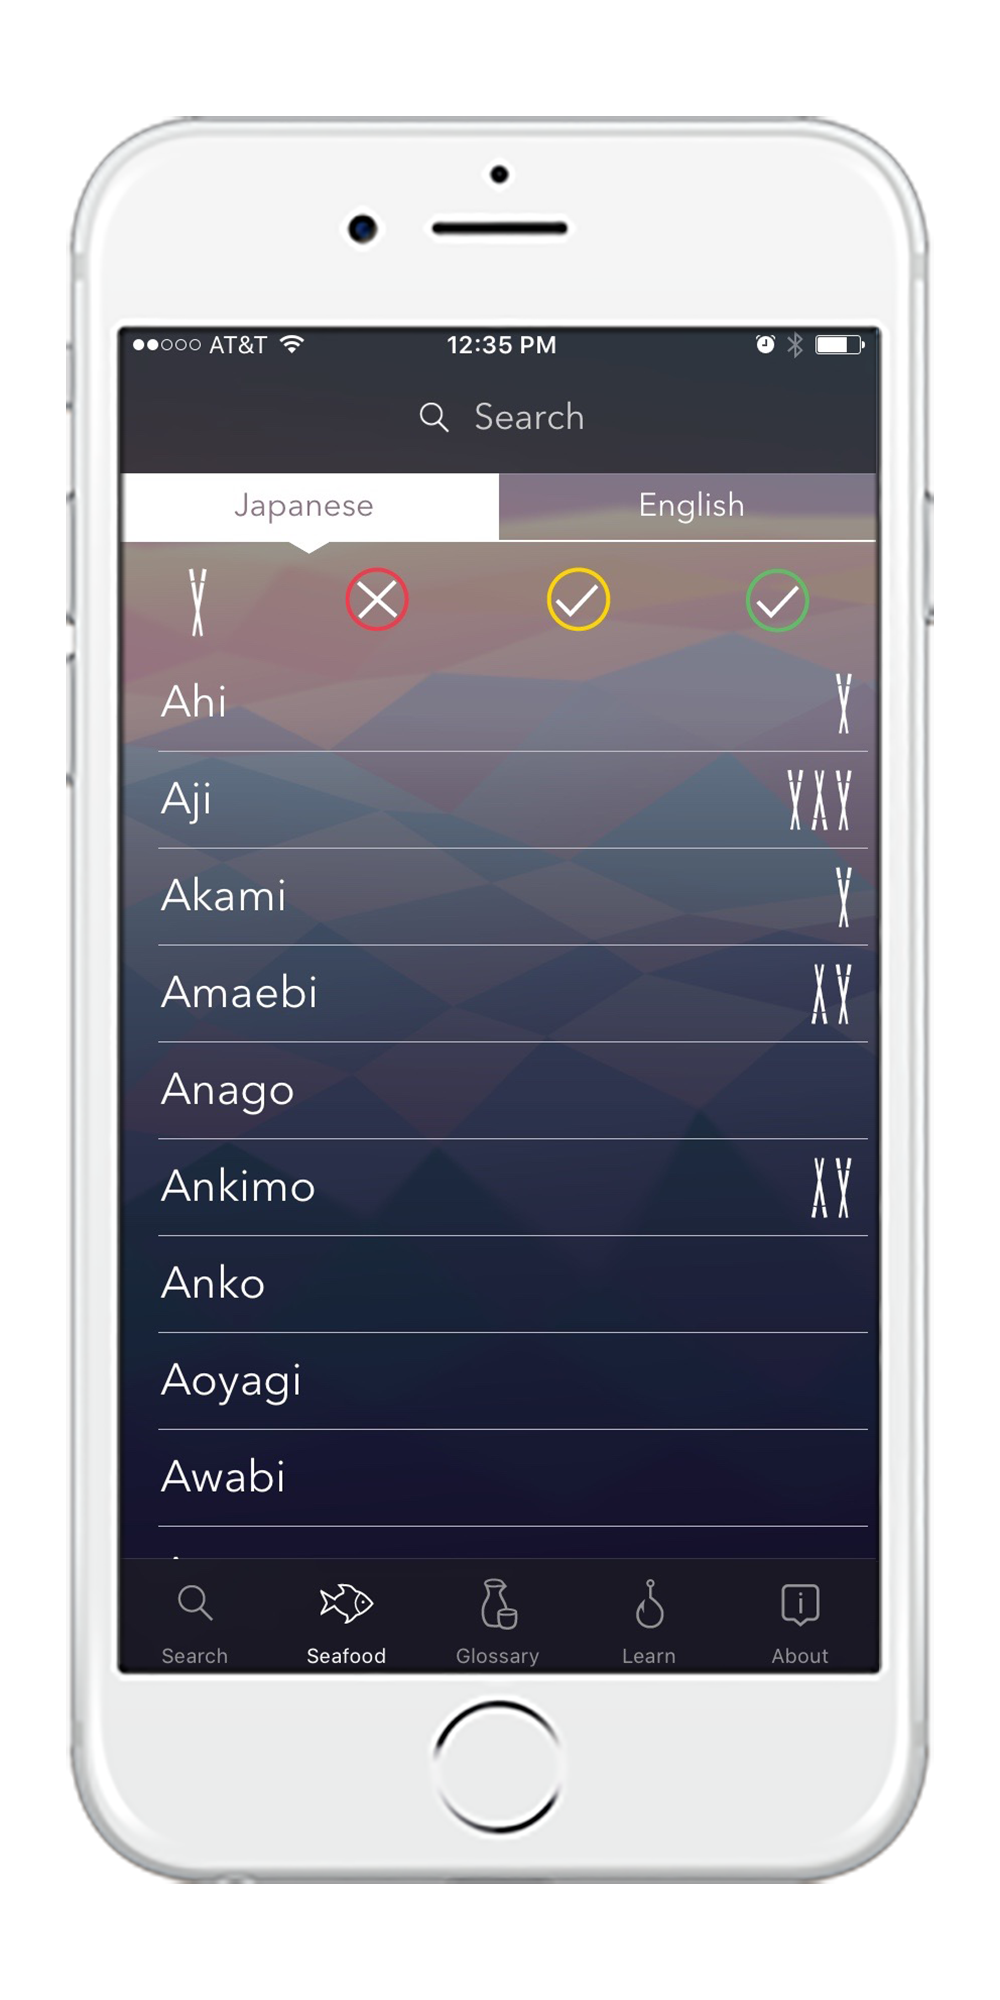 AT&T 12:35 PM
Search
Japanese English
Ahi
Aji
Akami
Amaebi
Anago
Ankimo
Anko
Aoyagi
Awabi
Search Seafood Glossary Learn About